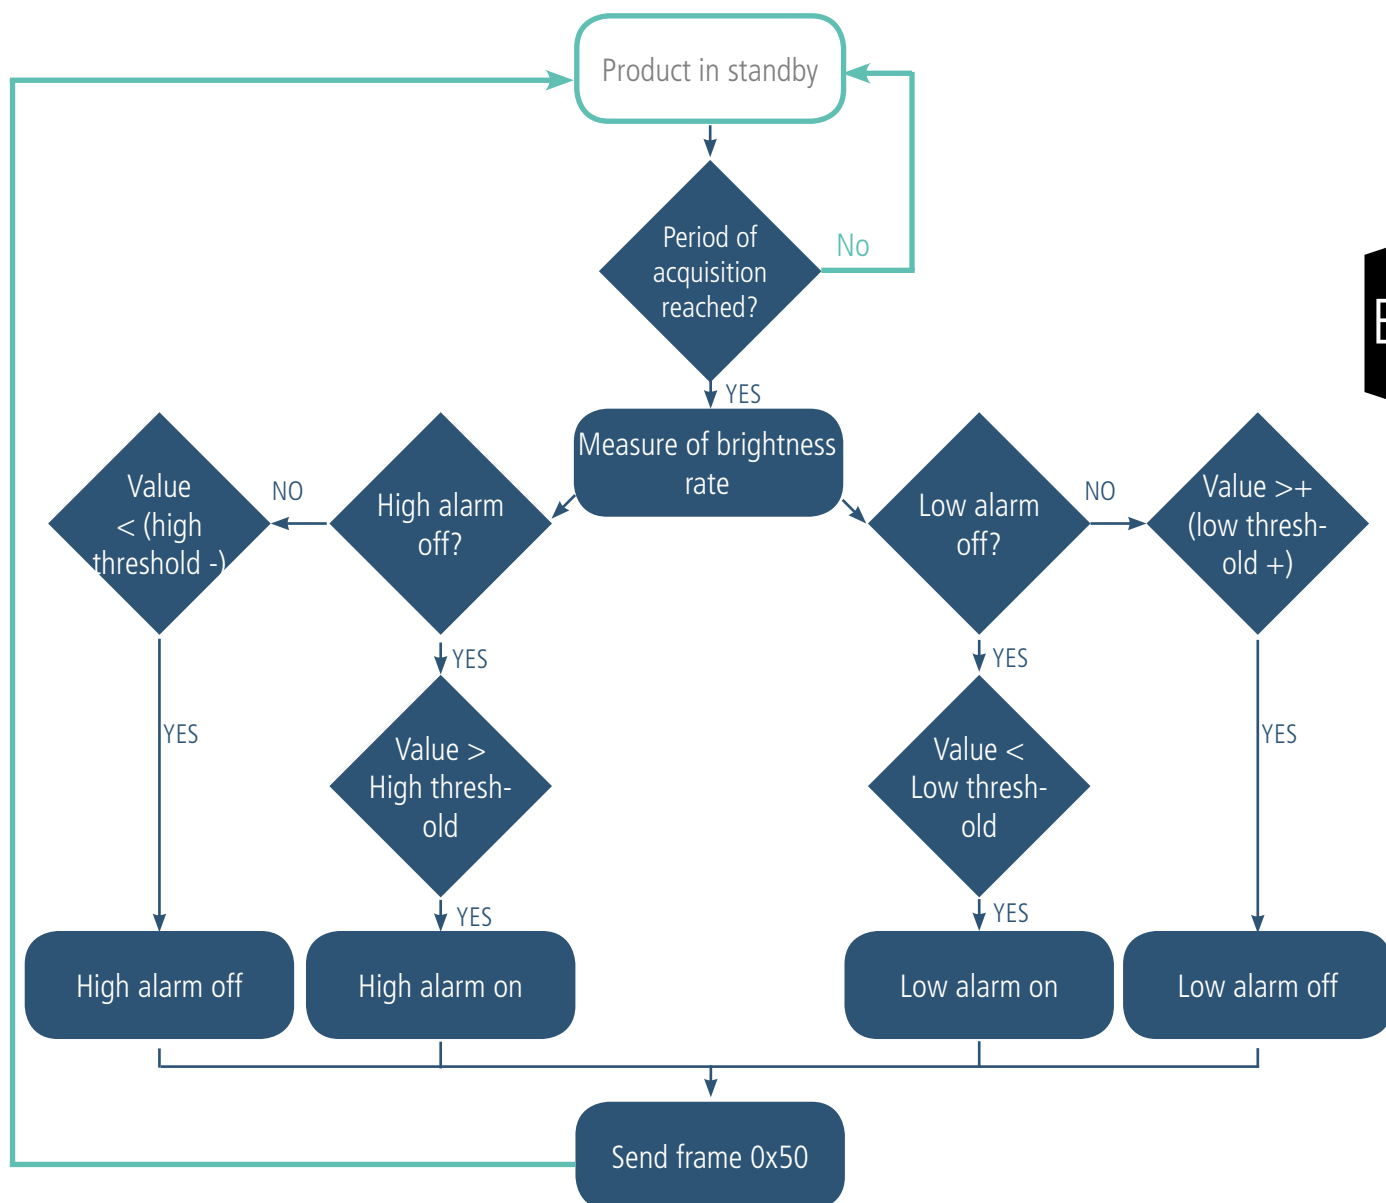 Product in standby
Period of
acquisition
reached?
No
YES
Measure of brightness
rate
Value
< (high
threshold -)
NO
High alarm
off?
Low alarm
off?
NO
Value >+
(low thresh-
old +)
YES
YES
YES
YES
Value >
High thresh-
old
Value <
Low thresh-
old
YES
YES
High alarm off
High alarm on
Low alarm on
Low alarm off
Send frame 0x50